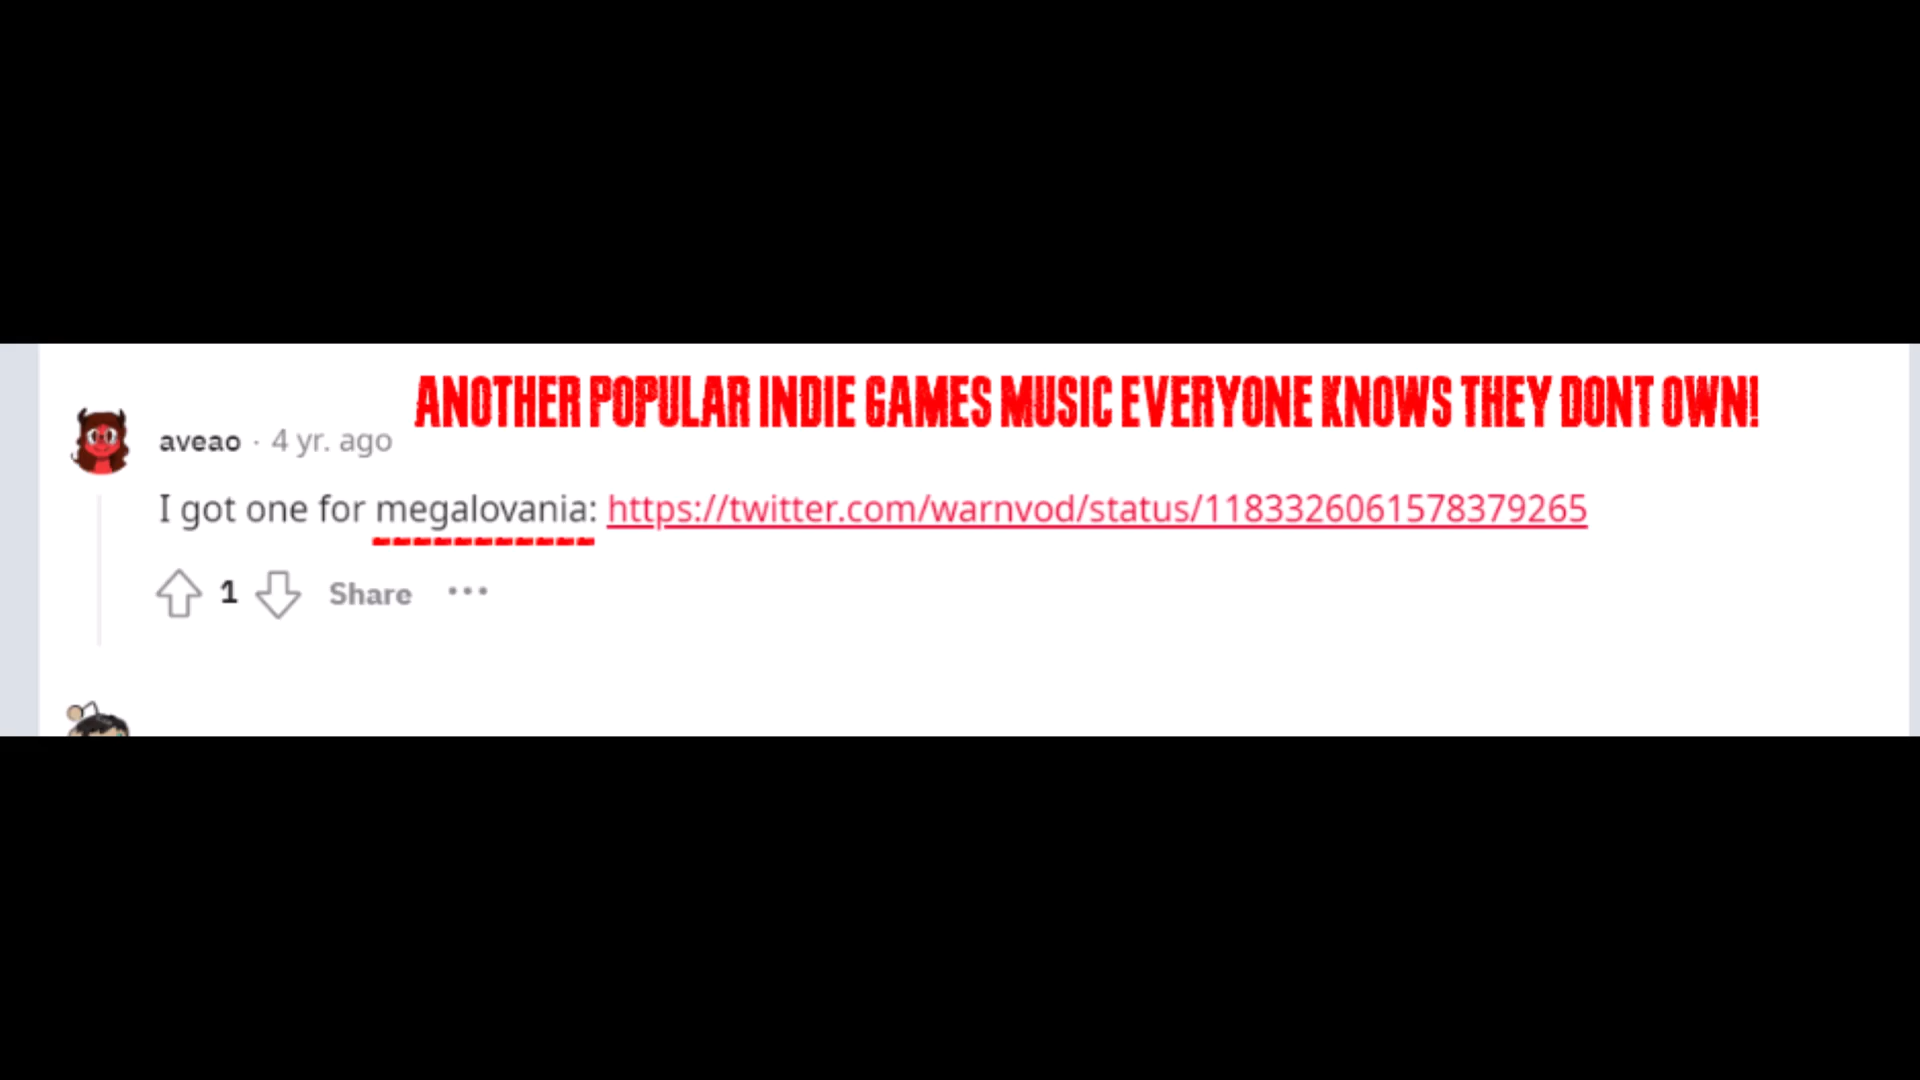 ANOTHER POPULAR INDIE GAMES MUSIC EVERYONE KNOWS THEY DONT OWN!
aveao · 4 yr. ago
I got one for megalovania: https://twitter.com/warnvod/status/1183326061578379265
1 Share ···